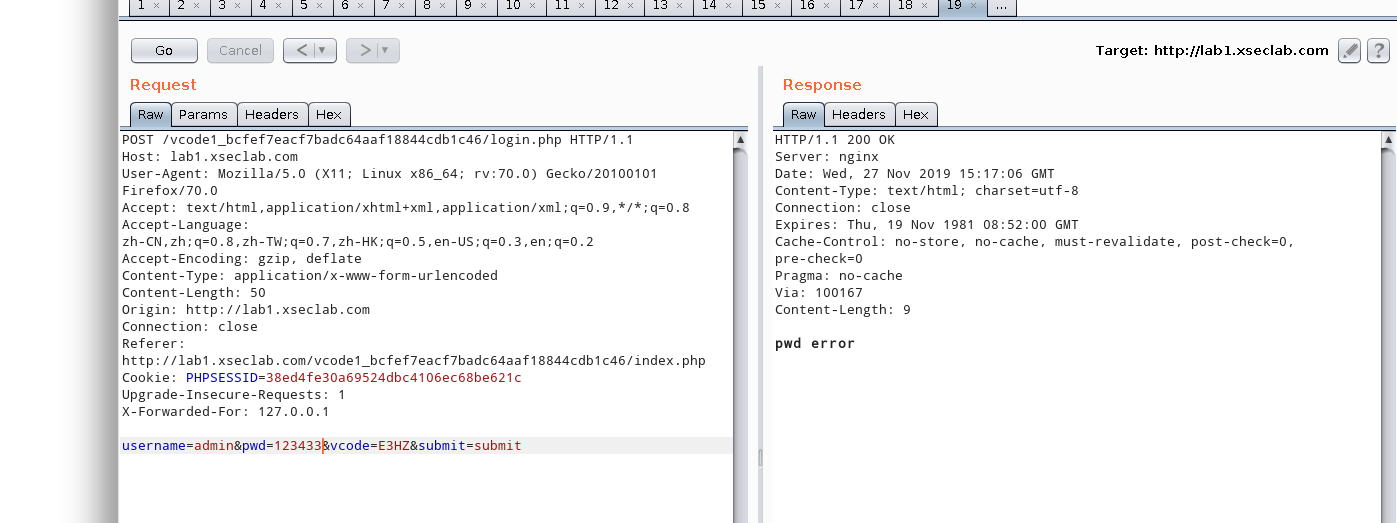 1 × 2 × 3 × 4 × 5 × 6 × 7 × 8 × 9 × 10 × 11 × 12 × 13 × 14 × 15 × 16 × 17 × 18 × 19 × ...
Go Cancel < > Target: http://lab1.xseclab.com ?
Request
Raw Params Headers Hex
POST /vcode1_bcfef7eacf7badc64aaf18844cdb1c46/login.php HTTP/1.1
Host: lab1.xseclab.com
User-Agent: Mozilla/5.0 (X11; Linux x86_64; rv:70.0) Gecko/20100101
Firefox/70.0
Accept: text/html,application/xhtml+xml,application/xml;q=0.9,*/*;q=0.8
Accept-Language:
zh-CN,zh;q=0.8,zh-TW;q=0.7,zh-HK;q=0.5,en-US;q=0.3,en;q=0.2
Accept-Encoding: gzip, deflate
Content-Type: application/x-www-form-urlencoded
Content-Length: 50
Origin: http://lab1.xseclab.com
Connection: close
Referer:
http://lab1.xseclab.com/vcode1_bcfef7eacf7badc64aaf18844cdb1c46/index.php
Cookie: PHPSESSID=38ed4fe30a69524dbc4106ec68be621c
Upgrade-Insecure-Requests: 1
X-Forwarded-For: 127.0.0.1
username=admin&pwd=123433&vcode=E3HZ&submit=submit
Response
Raw Headers Hex
HTTP/1.1 200 OK
Server: nginx
Date: Wed, 27 Nov 2019 15:17:06 GMT
Content-Type: text/html; charset=utf-8
Connection: close
Expires: Thu, 19 Nov 1981 08:52:00 GMT
Cache-Control: no-store, no-cache, must-revalidate, post-check=0,
pre-check=0
Pragma: no-cache
Via: 100167
Content-Length: 9
pwd error